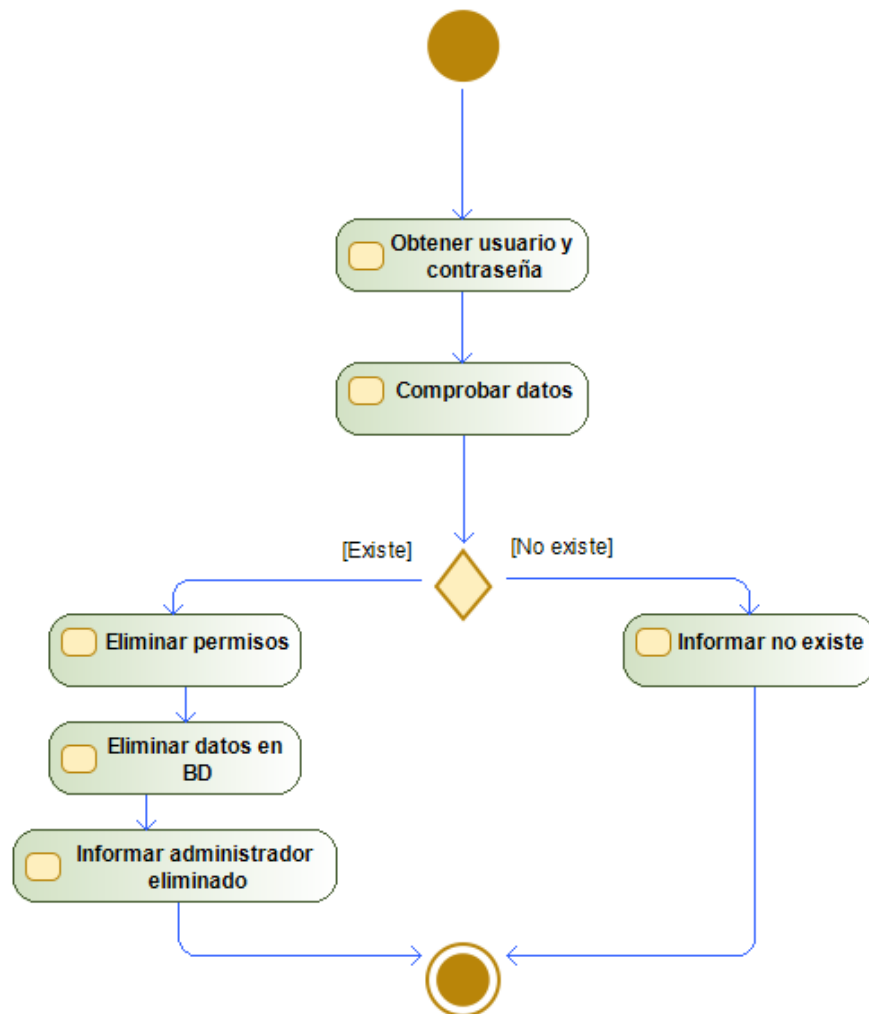 Obtener usuario y
contraseña
Comprobar datos
[Existe]
[No existe]
Eliminar permisos
Informar no existe
Eliminar datos en
BD
Informar administrador
eliminado